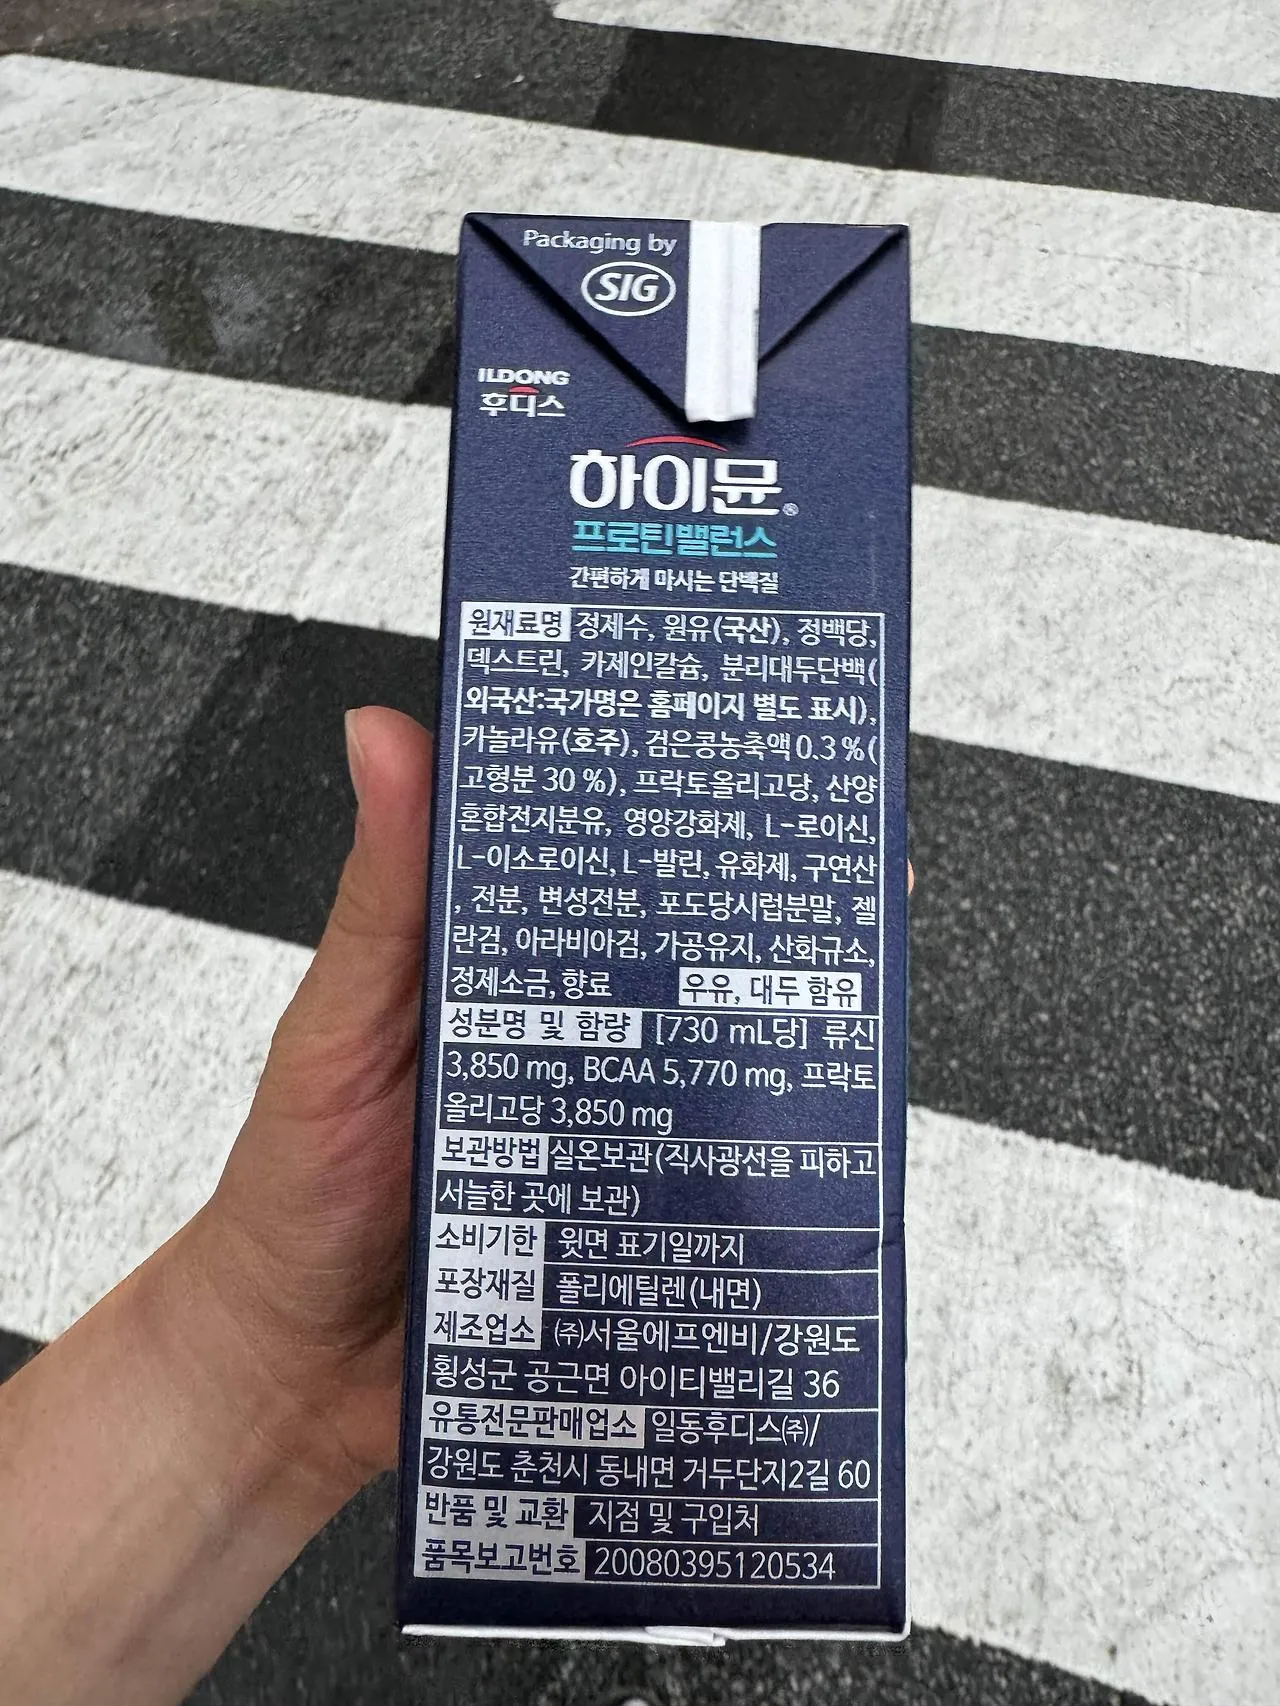 Packaging by
SIG
ILDONG
후디스
하이뮨®
프로틴밸런스
간편하게 마시는 단백질
원재료명 정제수, 원유(국산), 정백당,
덱스트린, 카제인칼슘, 분리대두단백(
외국산:국가명은 홈페이지 별도 표시),
카놀라유(호주), 검은콩농축액 0.3 %(
고형분 30 %), 프락토올리고당, 산양
혼합전지분유, 영양강화제, L-로이신,
L-이소로이신, L-발린, 유화제, 구연산
, 전분, 변성전분, 포도당시럽분말, 젤
란검, 아라비아검, 가공유지, 산화규소,
정제소금, 향료 우유, 대두 함유
성분명 및 함량 [730 mL당] 류신
3,850 mg, BCAA 5,770 mg, 프락토
올리고당 3,850 mg
보관방법 실온보관(직사광선을 피하고
서늘한 곳에 보관)
소비기한 윗면 표기일까지
포장재질 폴리에틸렌(내면)
제조업소 ㈜서울에프엔비/강원도
횡성군 공근면 아이티밸리길 36
유통전문판매업소 일동후디스㈜/
강원도 춘천시 동내면 거두단지2길 60
반품 및 교환 지점 및 구입처
품목보고번호 20080395120534